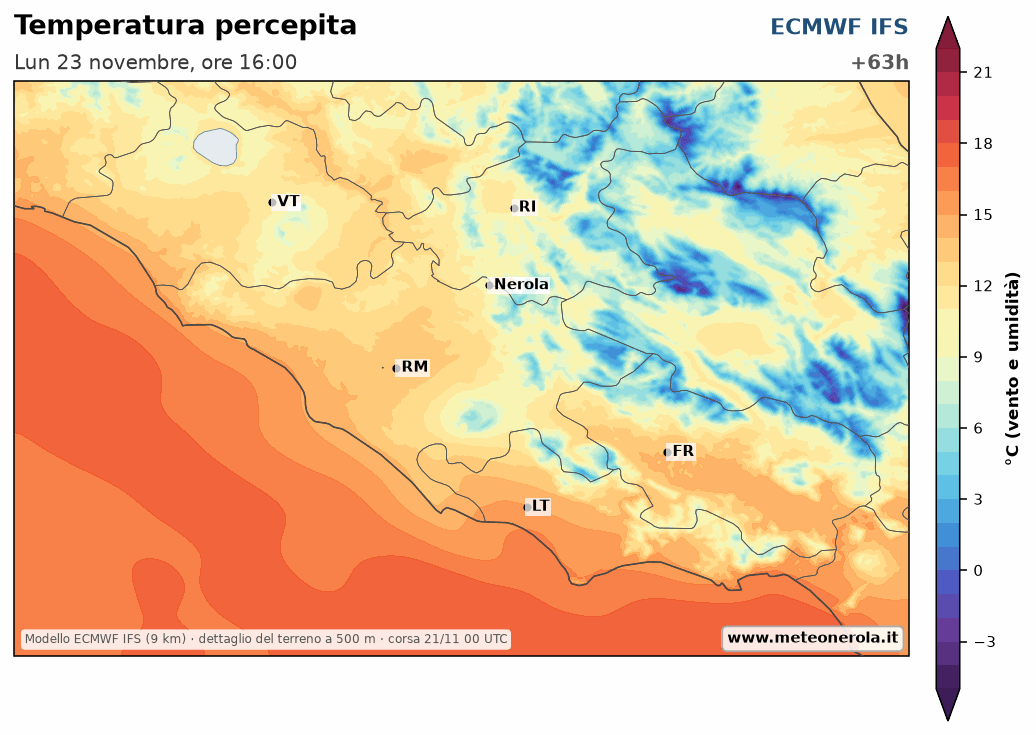 Temperatura percepita
ECMWF IFS
Lun 23 novembre, ore 16:00
+63h
VT
RI
Nerola
RM
FR
LT
21
18
15
12
9
6
3
0
−3
°C (vento e umidità)
Modello ECMWF IFS (9 km) · dettaglio del terreno a 500 m · corsa 21/11 00 UTC
www.meteonerola.it